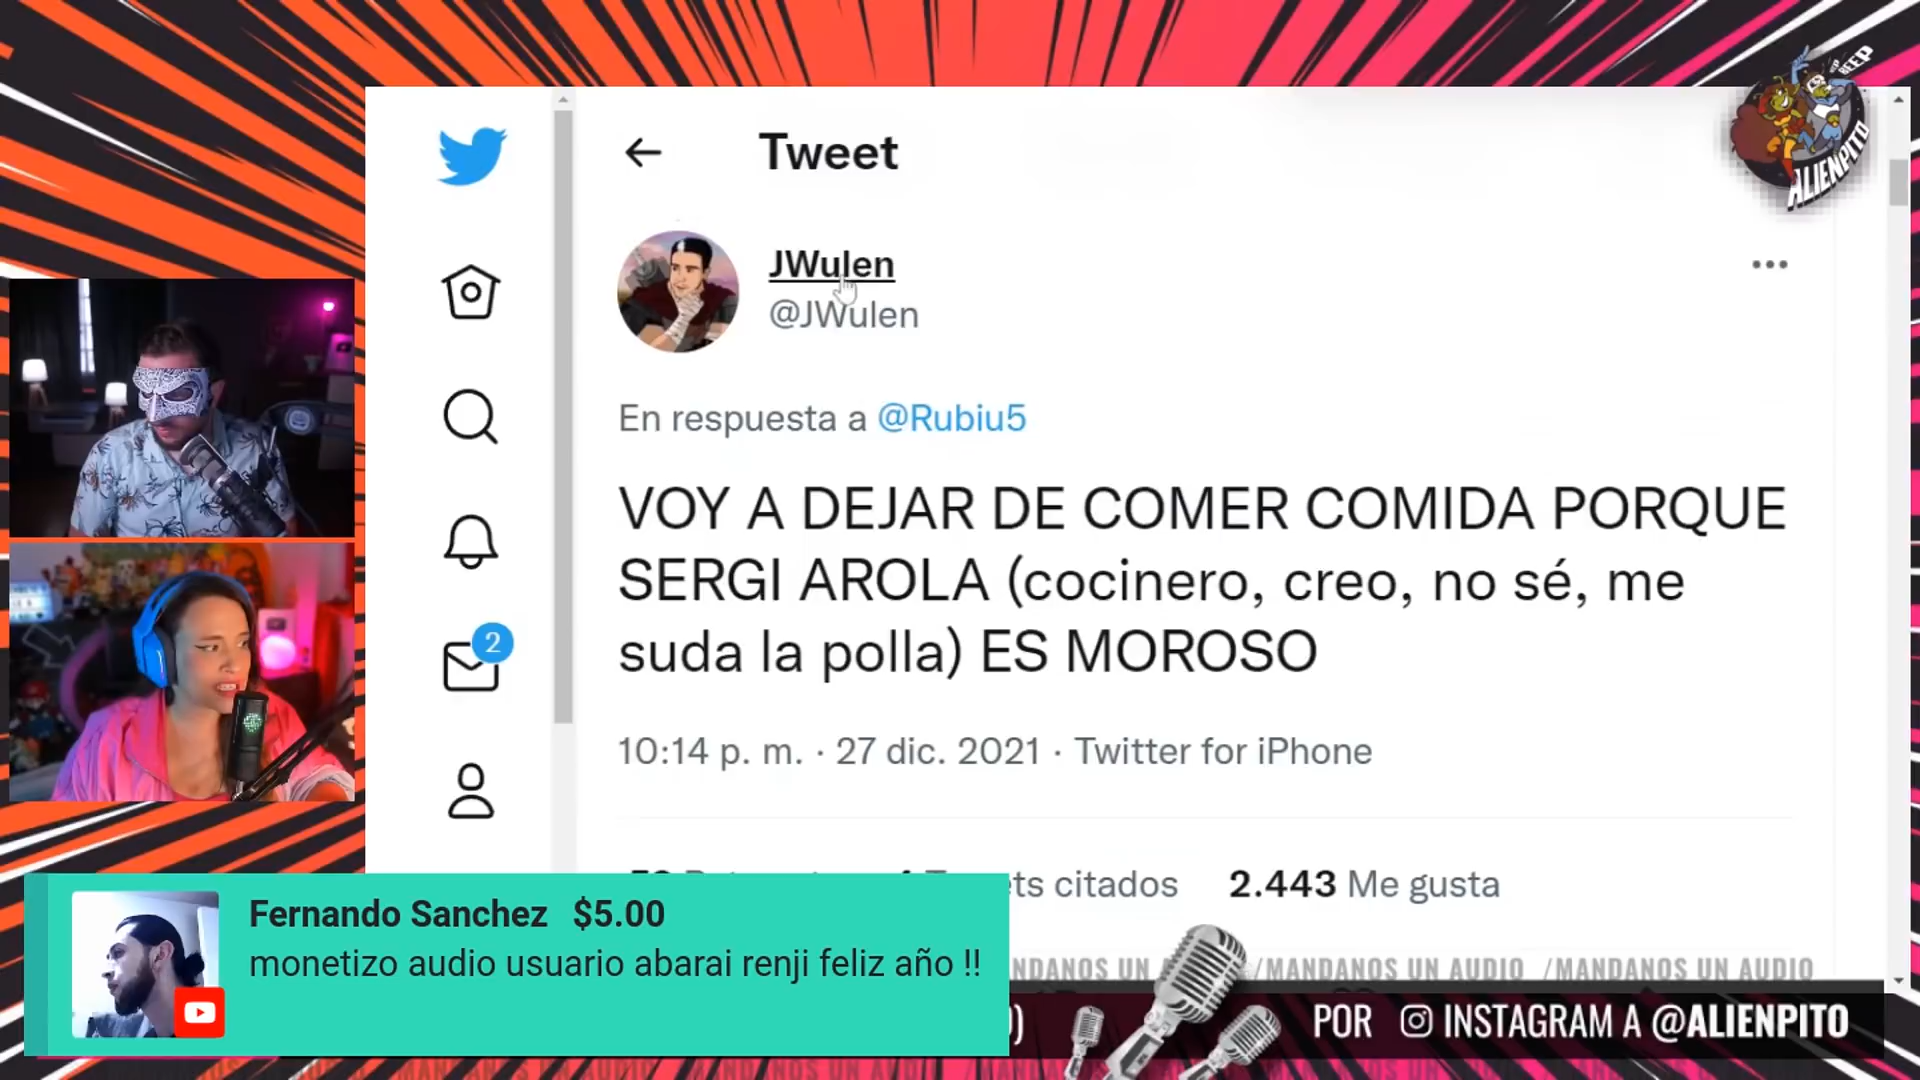 BEEP BEEP
ALIENPITO
Tweet
JWulen
@JWulen
En respuesta a @Rubiu5
VOY A DEJAR DE COMER COMIDA PORQUE
SERGI AROLA (cocinero, creo, no sé, me
suda la polla) ES MOROSO
2
10:14 p. m. · 27 dic. 2021 · Twitter for iPhone
citados 2.443 Me gusta
Fernando Sanchez $5.00
monetizo audio usuario abarai renji feliz año !!
/MANDANOS UN AUDIO /MANDANOS UN AUDIO
POR INSTAGRAM A @ALIENPITO